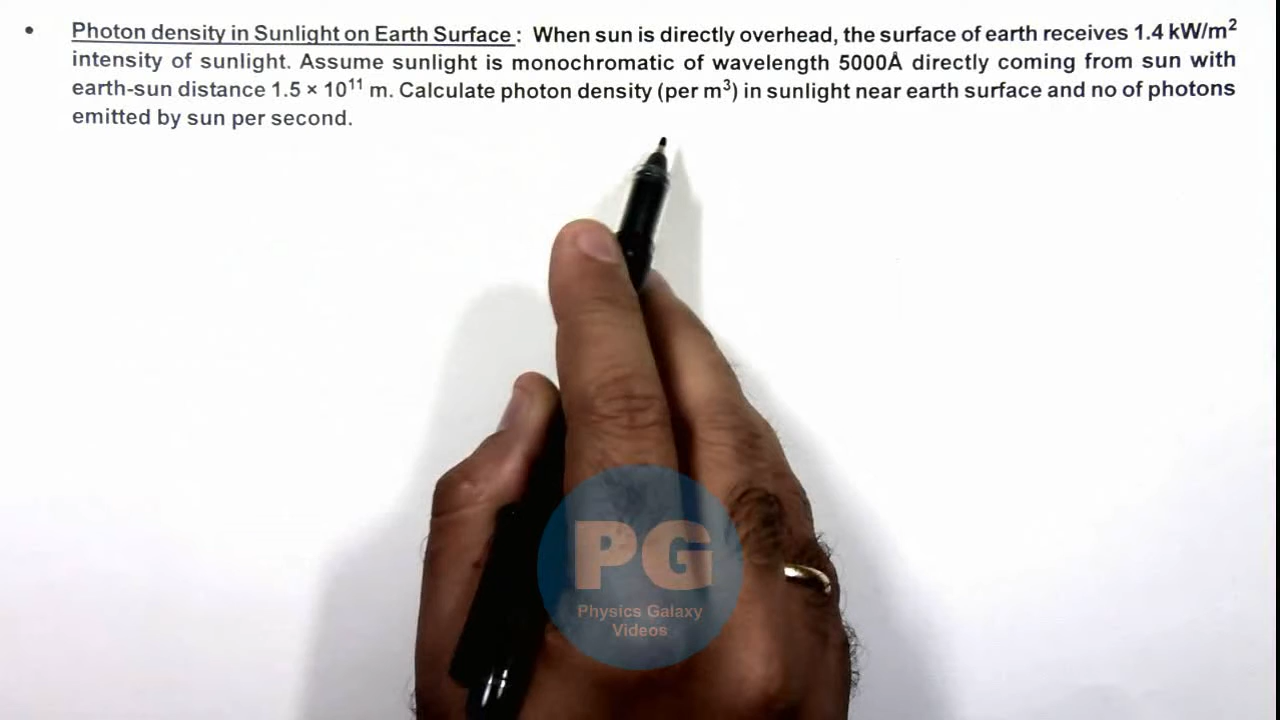 • Photon density in Sunlight on Earth Surface : When sun is directly overhead, the surface of earth receives 1.4 kW/m²
intensity of sunlight. Assume sunlight is monochromatic of wavelength 5000Å directly coming from sun with
earth-sun distance 1.5 × 10¹¹ m. Calculate photon density (per m³) in sunlight near earth surface and no of photons
emitted by sun per second.
PG
Physics Galaxy
Videos